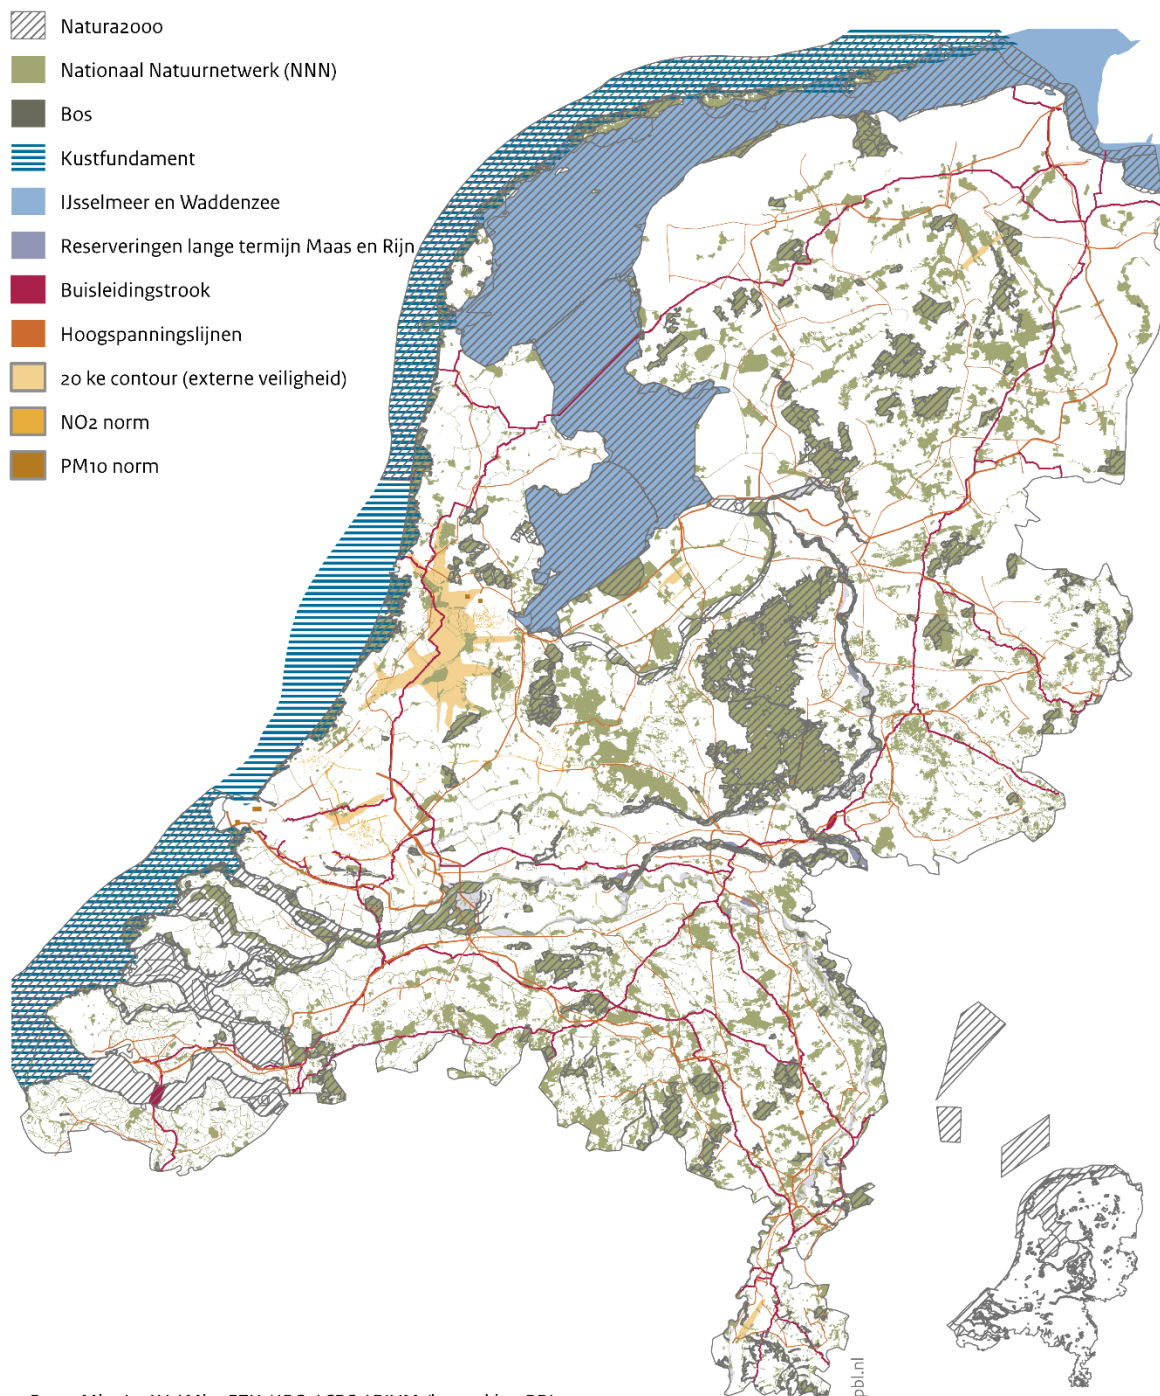 Natura2000
Nationaal Natuurnetwerk (NNN)
Bos
Kustfundament
IJsselmeer en Waddenzee
Reserveringen lange termijn Maas en Rijn
Buisleidingstrook
Hoogspanningslijnen
20 ke contour (externe veiligheid)
NO2 norm
PM10 norm
pbl.nl